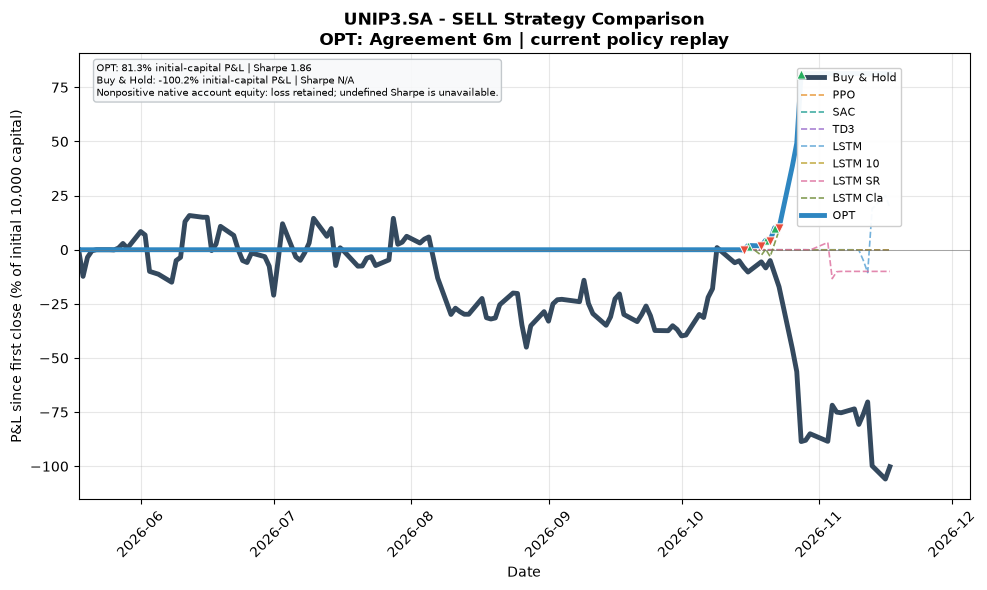 UNIP3.SA - SELL Strategy Comparison
OPT: Agreement 6m | current policy replay
OPT: 81.3% initial-capital P&L | Sharpe 1.86
Buy & Hold: -100.2% initial-capital P&L | Sharpe N/A
Nonpositive native account equity: loss retained; undefined Sharpe is unavailable.
Buy & Hold
PPO
SAC
TD3
LSTM
LSTM 10
LSTM SR
LSTM Cla
OPT
P&L since first close (% of initial 10,000 capital)
75
50
25
0
−25
−50
−75
−100
2026-06
2026-07
2026-08
2026-09
2026-10
2026-11
2026-12
Date